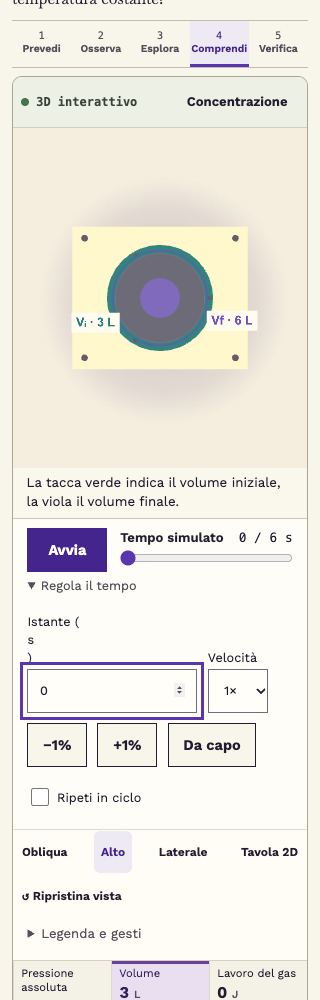 temperatura costante?
1
Prevedi
2
Osserva
3
Esplora
4
Comprendi
5
Verifica
3D interattivo
Concentrazione
Vᵢ · 3 L
Vf · 6 L
La tacca verde indica il volume iniziale,
la viola il volume finale.
Avvia
Tempo simulato 0 / 6 s
▼ Regola il tempo
Istante (
s
)
Velocità
0
1×
−1%
+1%
Da capo
Ripeti in ciclo
Obliqua
Alto
Laterale
Tavola 2D
↺ Ripristina vista
▶ Legenda e gesti
Pressione
assoluta
Volume
3 L
Lavoro del gas
0 J